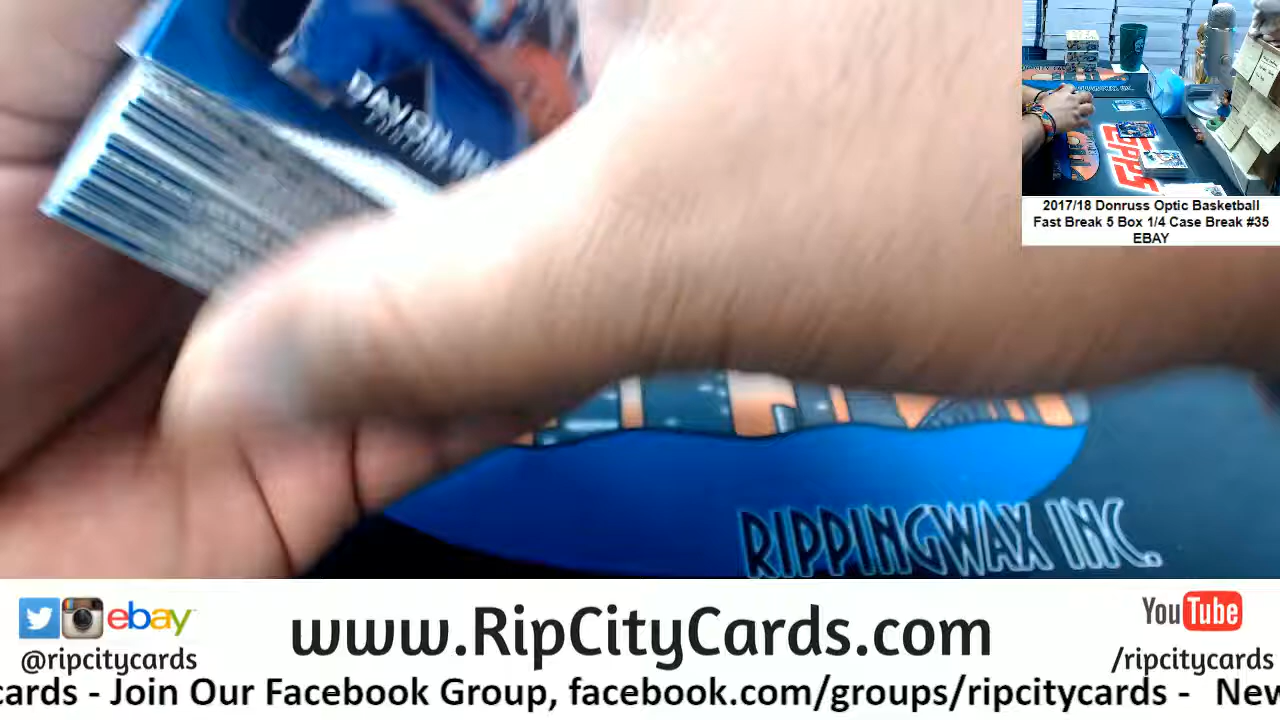 2017/18 Donruss Optic Basketball
Fast Break 5 Box 1/4 Case Break #35
EBAY
RIPPINGWAX INC.
ebay
www.RipCityCards.com
YouTube
@ripcitycards
/ripcitycards
cards - Join Our Facebook Group, facebook.com/groups/ripcitycards - New